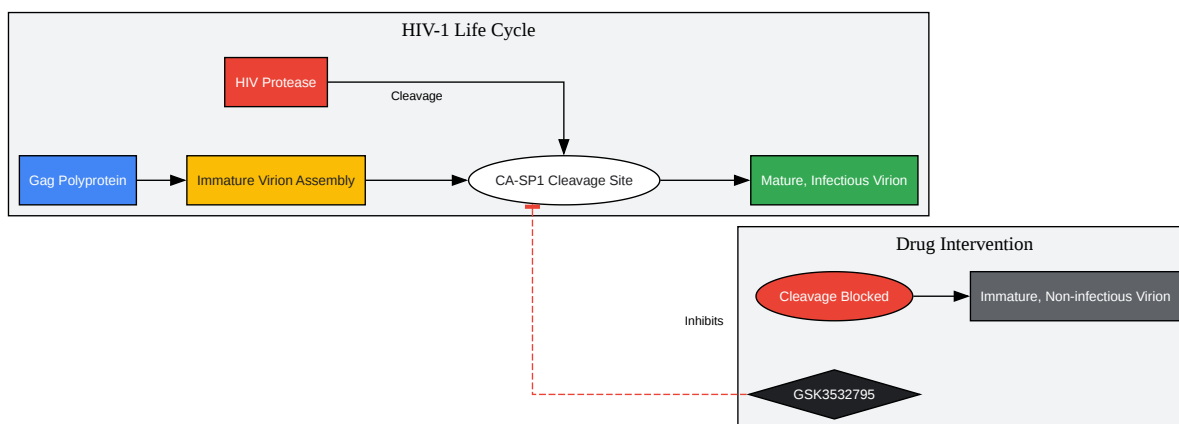 HIV-1 Life Cycle
HIV Protease
Cleavage
Gag Polyprotein
Immature Virion Assembly
CA-SP1 Cleavage Site
Mature, Infectious Virion
Drug Intervention
Cleavage Blocked
Immature, Non-infectious Virion
Inhibits
GSK3532795